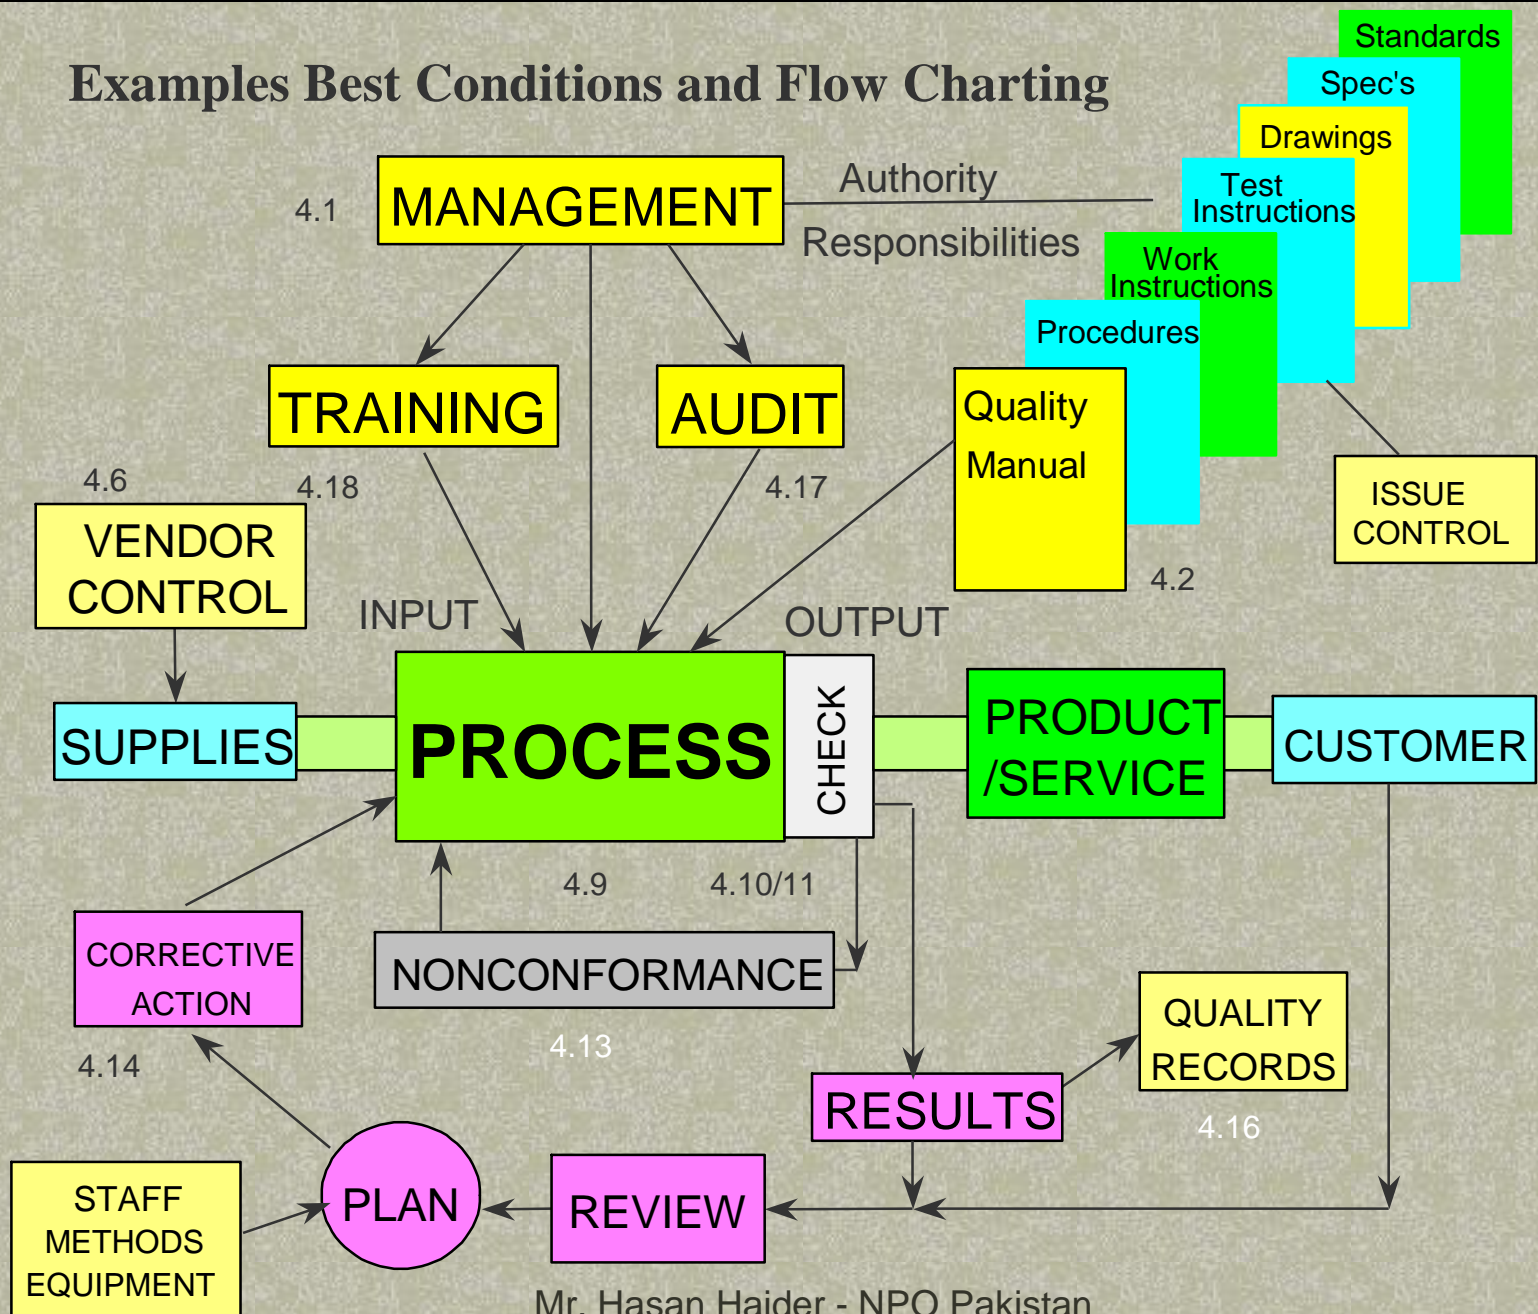 Examples Best Conditions and Flow Charting
Standards
Spec's
Drawings
Test
Instructions
Work
Instructions
Procedures
Quality
Manual
4.2
ISSUE
CONTROL
4.1
MANAGEMENT
Authority
Responsibilities
TRAINING
4.18
AUDIT
4.17
4.6
VENDOR
CONTROL
INPUT
OUTPUT
SUPPLIES
PROCESS
CHECK
PRODUCT
/SERVICE
CUSTOMER
4.9
4.10/11
CORRECTIVE
ACTION
4.14
NONCONFORMANCE
4.13
QUALITY
RECORDS
4.16
RESULTS
STAFF
METHODS
EQUIPMENT
PLAN
REVIEW
Mr. Hasan Haider - NPO Pakistan